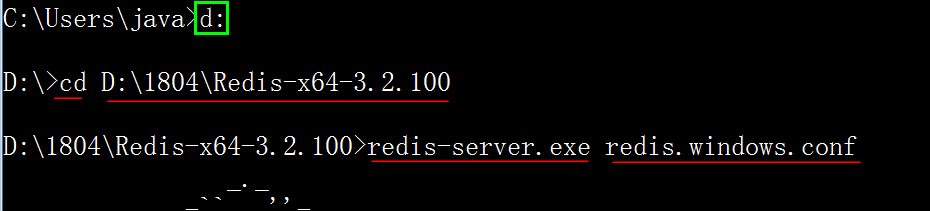 C:\Users\java>d:
D:\>cd D:\1804\Redis-x64-3.2.100
D:\1804\Redis-x64-3.2.100>redis-server.exe redis.windows.conf
_._
_.``__''-._